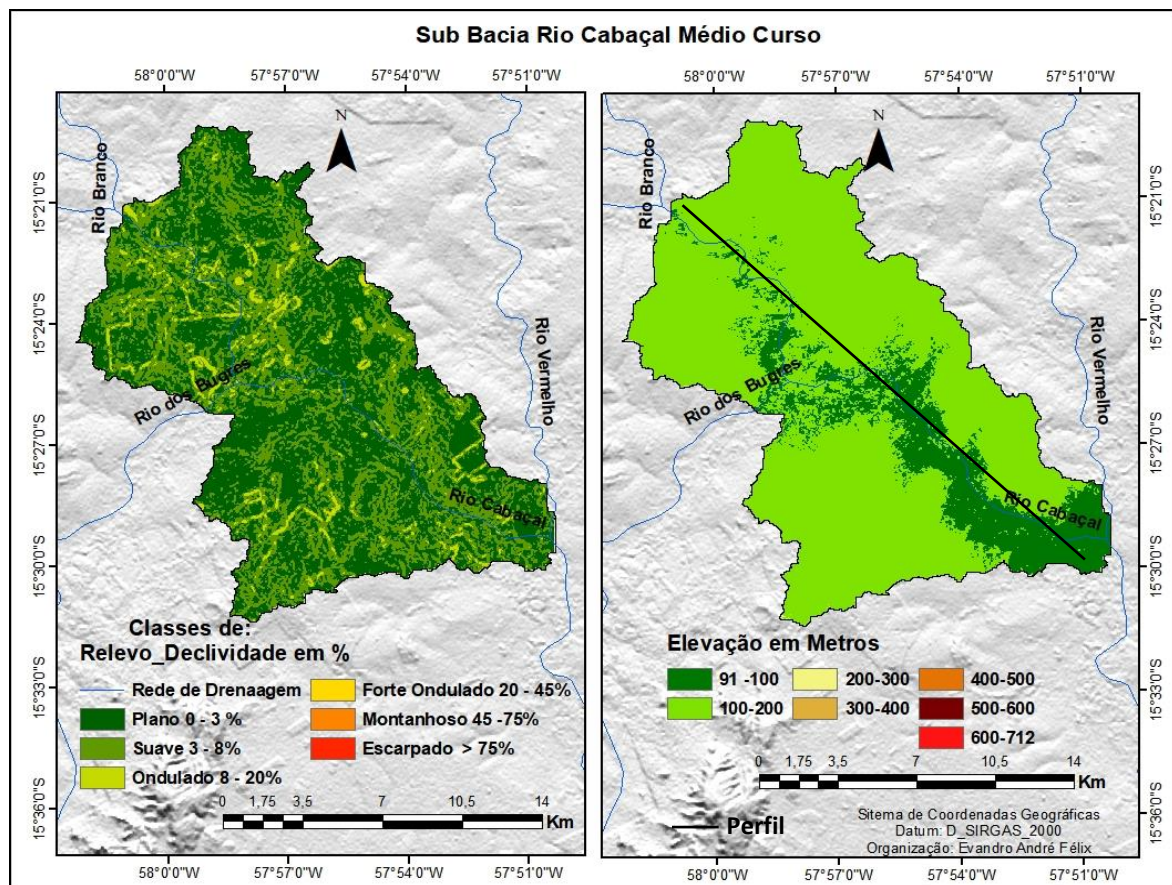 Sub Bacia Rio Cabaçal Médio Curso
58°0'0"W 57°57'0"W 57°54'0"W 57°51'0"W
N
Rio Branco
15°21'0"S
15°24'0"S
15°27'0"S
15°30'0"S
15°33'0"S
15°36'0"S
Rio dos Bugres
Rio Vermelho
Rio Cabaçal
Classes de:
Relevo_Declividade em %
Rede de Drenaagem
Plano 0 - 3 %
Suave 3 - 8%
Ondulado 8 - 20%
Forte Ondulado 20 - 45%
Montanhoso 45 -75%
Escarpado > 75%
0 1,75 3,5 7 10,5 14
Km
58°0'0"W 57°57'0"W 57°54'0"W 57°51'0"W
58°0'0"W 57°57'0"W 57°54'0"W 57°51'0"W
N
Rio Branco
Rio dos Bugres
Rio Vermelho
Rio Cabaçal
15°21'0"S
15°24'0"S
15°27'0"S
15°30'0"S
15°33'0"S
15°36'0"S
Elevação em Metros
91 -100
100-200
200-300
300-400
400-500
500-600
600-712
0 1,75 3,5 7 10,5 14
Km
Perfil
Sitema de Coordenadas Geográficas
Datum: D_SIRGAS_2000
Organização: Evandro André Félix
58°0'0"W 57°57'0"W 57°54'0"W 57°51'0"W